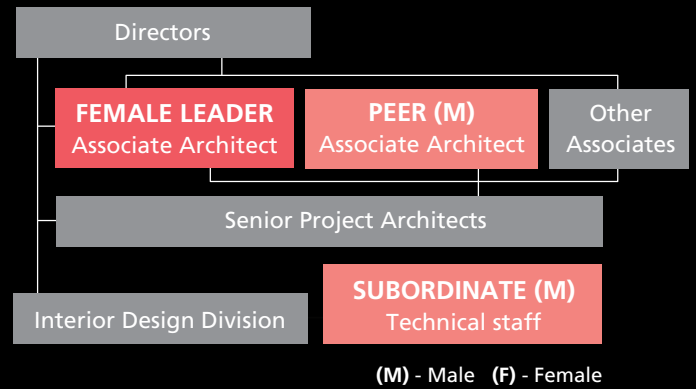 Directors
FEMALE LEADER
Associate Architect
PEER (M)
Associate Architect
Other
Associates
Senior Project Architects
Interior Design Division
SUBORDINATE (M)
Technical staff
(M) - Male (F) - Female